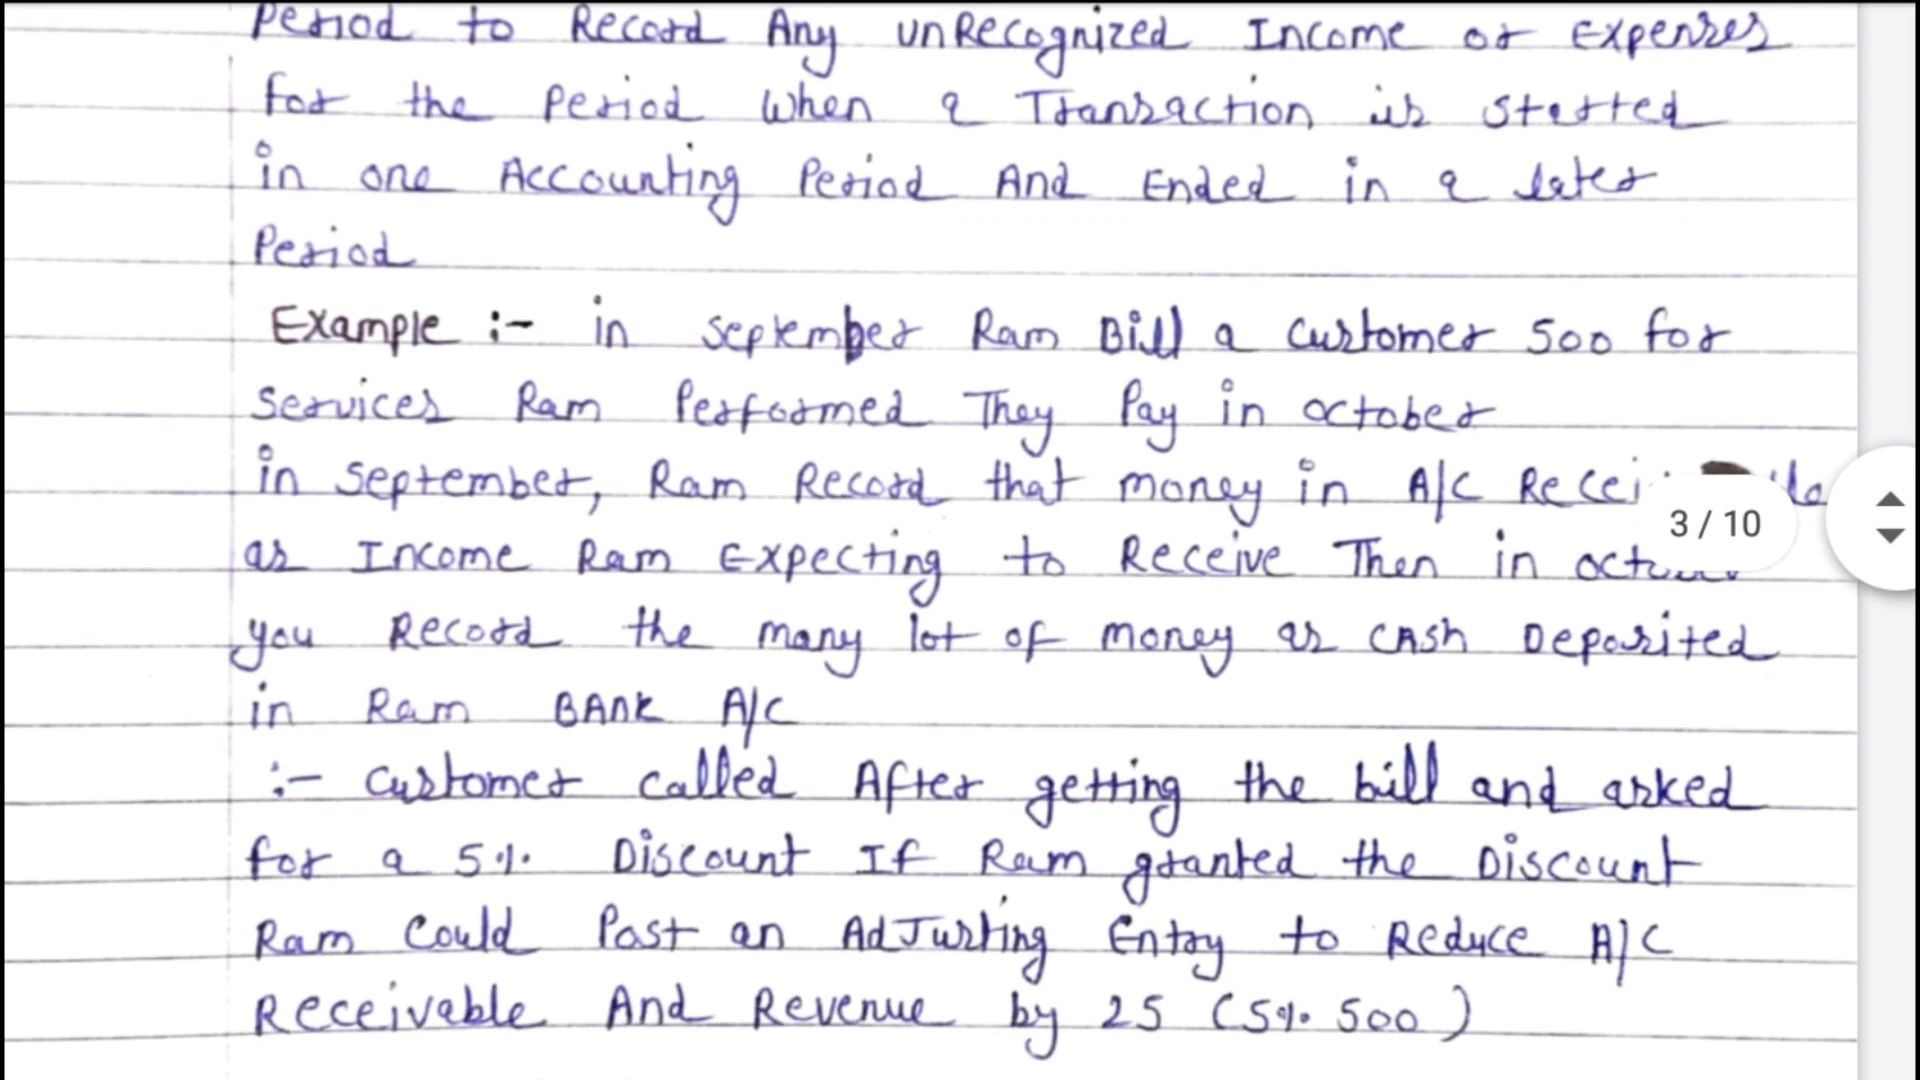 Period to Record Any unRecognized Income or Expenses
for the Period when a Transaction is started
in one Accounting Period And Ended in a later
Period
Example :- in september Ram Bill a customer 500 for
services Ram Performed They Pay in october
in september, Ram Record that money in A/C
3 / 10
as Income Ram Expecting to Receive Then in
you Record the many lot of money as cash Deposited
in Ram BANK A/C
:- customer called After getting the bill and asked
for a 5% Discount If Ram granted the Discount
Ram Could Post an AdJusting Entry to Reduce A/C
Receivable And Revenue by 25 (5% 500)